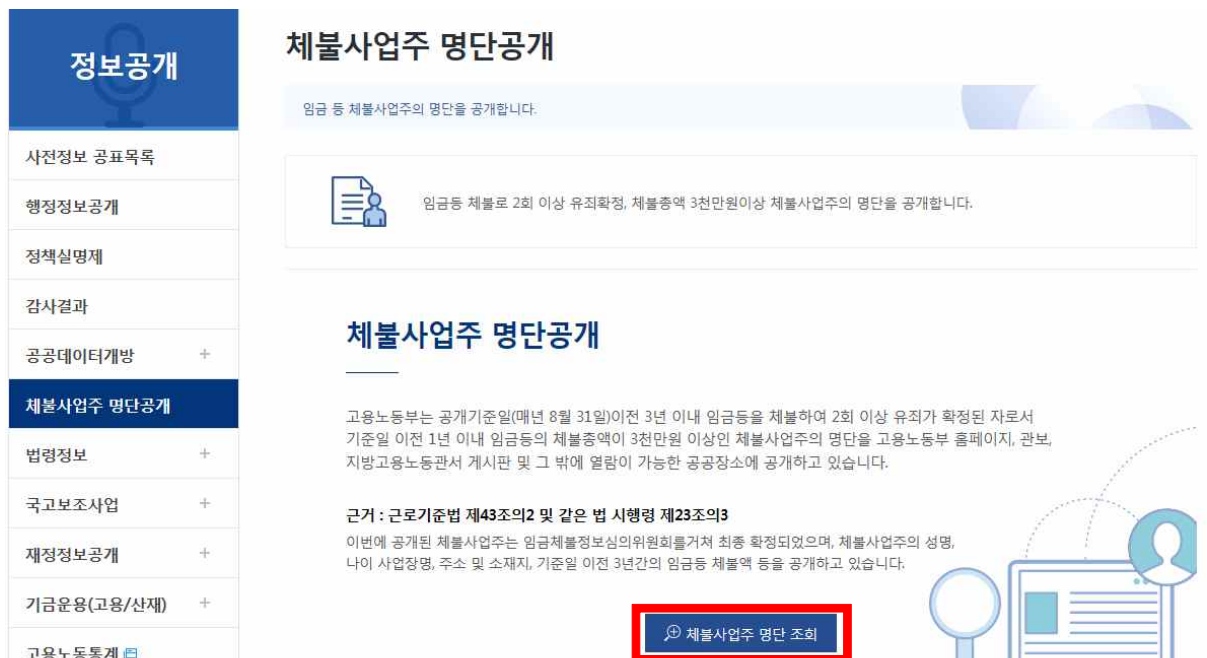 정보공개
사전정보 공표목록
행정정보공개
정책실명제
감사결과
공공데이터개방 +
체불사업주 명단공개
법령정보 +
국고보조사업 +
재정정보공개 +
기금운용(고용/산재) +
고용노동통계
체불사업주 명단공개
임금 등 체불사업주의 명단을 공개합니다.
임금등 체불로 2회 이상 유죄확정, 체불총액 3천만원이상 체불사업주의 명단을 공개합니다.
체불사업주 명단공개
고용노동부는 공개기준일(매년 8월 31일)이전 3년 이내 임금등을 체불하여 2회 이상 유죄가 확정된 자로서
기준일 이전 1년 이내 임금등의 체불총액이 3천만원 이상인 체불사업주의 명단을 고용노동부 홈페이지, 관보,
지방고용노동관서 게시판 및 그 밖에 열람이 가능한 공공장소에 공개하고 있습니다.
근거 : 근로기준법 제43조의2 및 같은 법 시행령 제23조의3
이번에 공개된 체불사업주는 임금체불정보심의위원회를거쳐 최종 확정되었으며, 체불사업주의 성명,
나이 사업장명, 주소 및 소재지, 기준일 이전 3년간의 임금등 체불액 등을 공개하고 있습니다.
체불사업주 명단 조회